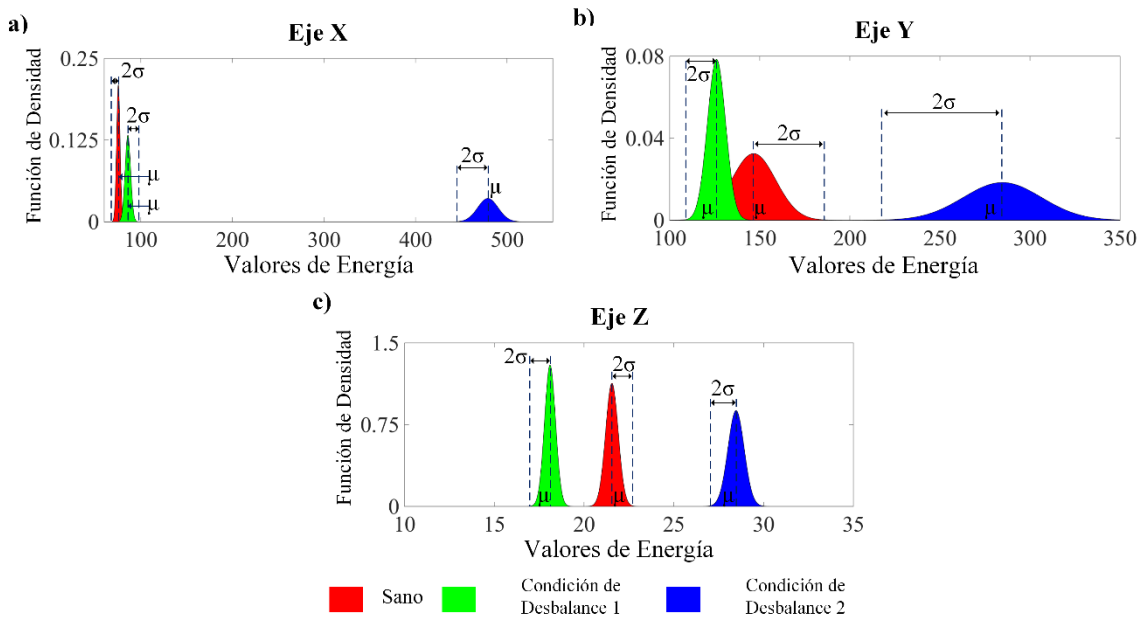 a)
Eje X
Función de Densidad
0.25
0.125
0
2σ
2σ
μ
μ
2σ
μ
100
200
300
400
500
Valores de Energía
b)
Eje Y
Función de Densidad
0.08
0.04
0
2σ
2σ
2σ
μ
μ
μ
100
150
200
250
300
350
Valores de Energía
c)
Eje Z
Función de Densidad
1.5
0.75
0
2σ
2σ
2σ
μ
μ
μ
10
15
20
25
30
35
Valores de Energía
Sano
Condición de
Desbalance 1
Condición de
Desbalance 2